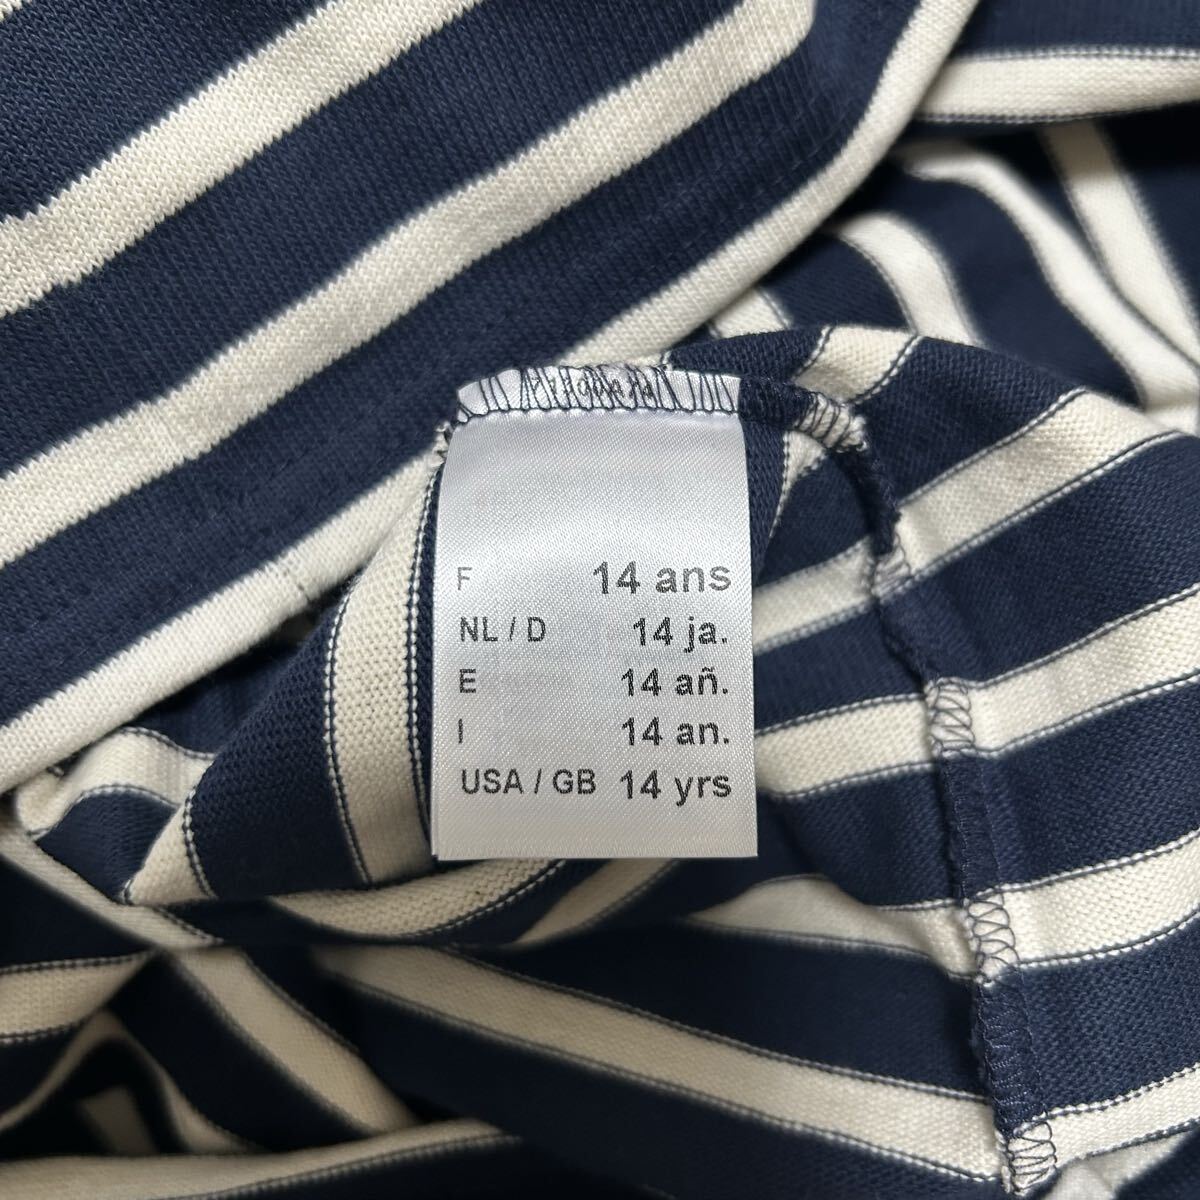 F 14 ans
NL / D 14 ja.
E 14 añ.
I 14 an.
USA / GB 14 yrs